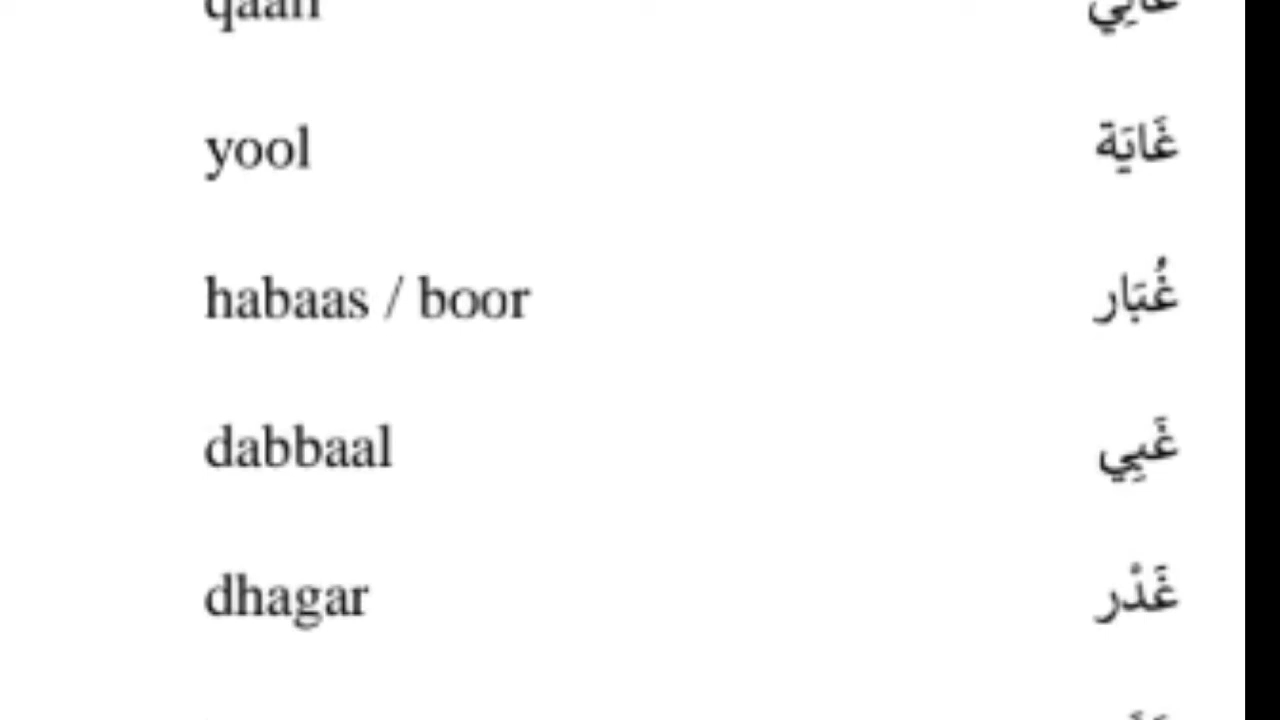 yool غَايَة
habaas / boor غُبَار
dabbaal غَبِي
dhagar غَدْر